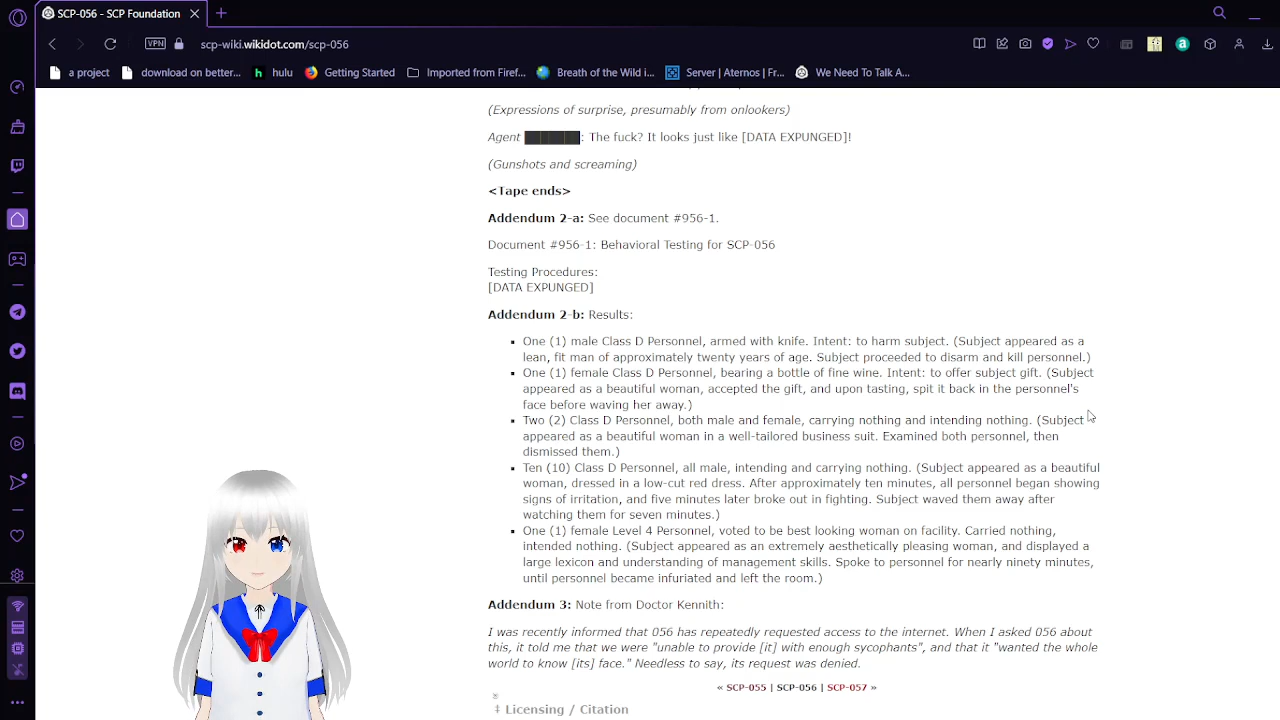 SCP-056 - SCP Foundation
VPN
scp-wiki.wikidot.com/scp-056
a project
download on better...
hulu
Getting Started
Imported from Firef...
Breath of the Wild i...
Server | Aternos | Fr...
We Need To Talk A...
(Expressions of surprise, presumably from onlookers)
Agent ███████: The fuck? It looks just like [DATA EXPUNGED]!
(Gunshots and screaming)
<Tape ends>
Addendum 2-a: See document #956-1.
Document #956-1: Behavioral Testing for SCP-056
Testing Procedures:
[DATA EXPUNGED]
Addendum 2-b: Results:
One (1) male Class D Personnel, armed with knife. Intent: to harm subject. (Subject appeared as a
lean, fit man of approximately twenty years of age. Subject proceeded to disarm and kill personnel.)
One (1) female Class D Personnel, bearing a bottle of fine wine. Intent: to offer subject gift. (Subject
appeared as a beautiful woman, accepted the gift, and upon tasting, spit it back in the personnel's
face before waving her away.)
Two (2) Class D Personnel, both male and female, carrying nothing and intending nothing. (Subject
appeared as a beautiful woman in a well-tailored business suit. Examined both personnel, then
dismissed them.)
Ten (10) Class D Personnel, all male, intending and carrying nothing. (Subject appeared as a beautiful
woman, dressed in a low-cut red dress. After approximately ten minutes, all personnel began showing
signs of irritation, and five minutes later broke out in fighting. Subject waved them away after
watching them for seven minutes.)
One (1) female Level 4 Personnel, voted to be best looking woman on facility. Carried nothing,
intended nothing. (Subject appeared as an extremely aesthetically pleasing woman, and displayed a
large lexicon and understanding of management skills. Spoke to personnel for nearly ninety minutes,
until personnel became infuriated and left the room.)
Addendum 3: Note from Doctor Kennith:
I was recently informed that 056 has repeatedly requested access to the internet. When I asked 056 about
this, it told me that we were "unable to provide [it] with enough sycophants", and that it "wanted the whole
world to know [its] face." Needless to say, its request was denied.
« SCP-055 | SCP-056 | SCP-057 »
‡ Licensing / Citation